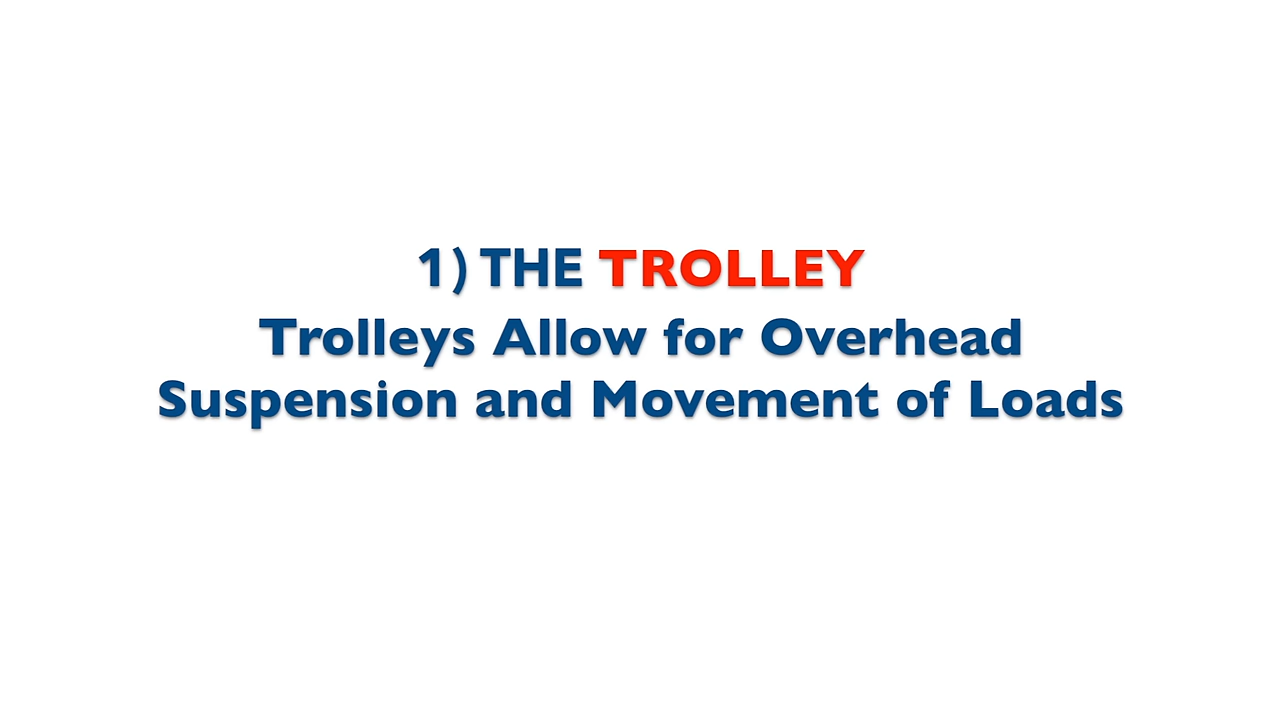 1) THE TROLLEY
Trolleys Allow for Overhead
Suspension and Movement of Loads